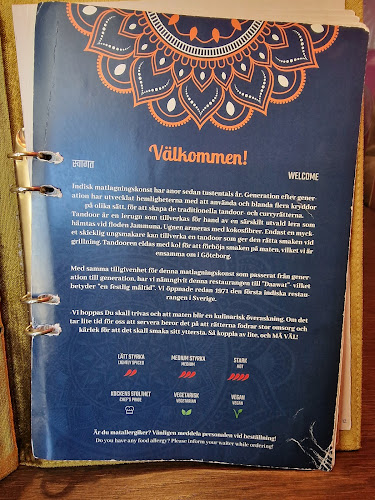 Välkommen!
स्वागत
WELCOME
Indisk matlagningskonst har anor sedan tustentals år. Generation efter gener-
ation har utvecklat hemligheterna med att använda och blanda flera kryddor
på olika sätt, för att skapa de traditionella tandoor- och curryrätterna.
Tandoor är en lerugn som tillverkas för hand av en särskilt utvald lera som
hämtas vid floden Jammuna. Ugnen armeras med kokosfibrer. Endast en myck-
et skicklig ugnsmakare kan tillverka en tandoor som ger den rätta smaken vid
grillning. Tandooren eldas med kol för att förhöja smaken på maten, vilket vi är
ensamma om i Göteborg.
Med samma tillgivenhet för denna matlagningskonst som passerat från gener-
ation till generation, har vi nämngivit denna restaurangen till "Daawat"- vilket
betyder "en festlig måltid". Vi öppnade redan 1971 den första indiska restau-
rangen i Sverige.
Vi hoppas Du skall trivas och att maten blir en kulinarisk överaskning. Om det
tar lite tid för oss att servera beror det på att rätterna fodrar stor omsorg och
kärlek för att det skall smaka sitt yttersta. Så koppla av lite, och MÅ VÄL!
LÄTT STYRKA
LIGHTLY SPICED
MEDIUM STYRKA
MEDIUM
STARK
HOT
KOCKENS STOLTHET
CHEF'S PRIDE
VEGETARISK
VEGETARIAN
VEGAN
VEGAN
Är du matallergiker? Vänligen meddela personalen vid beställning!
Do you have any food allergy? Please inform your waiter while ordering!